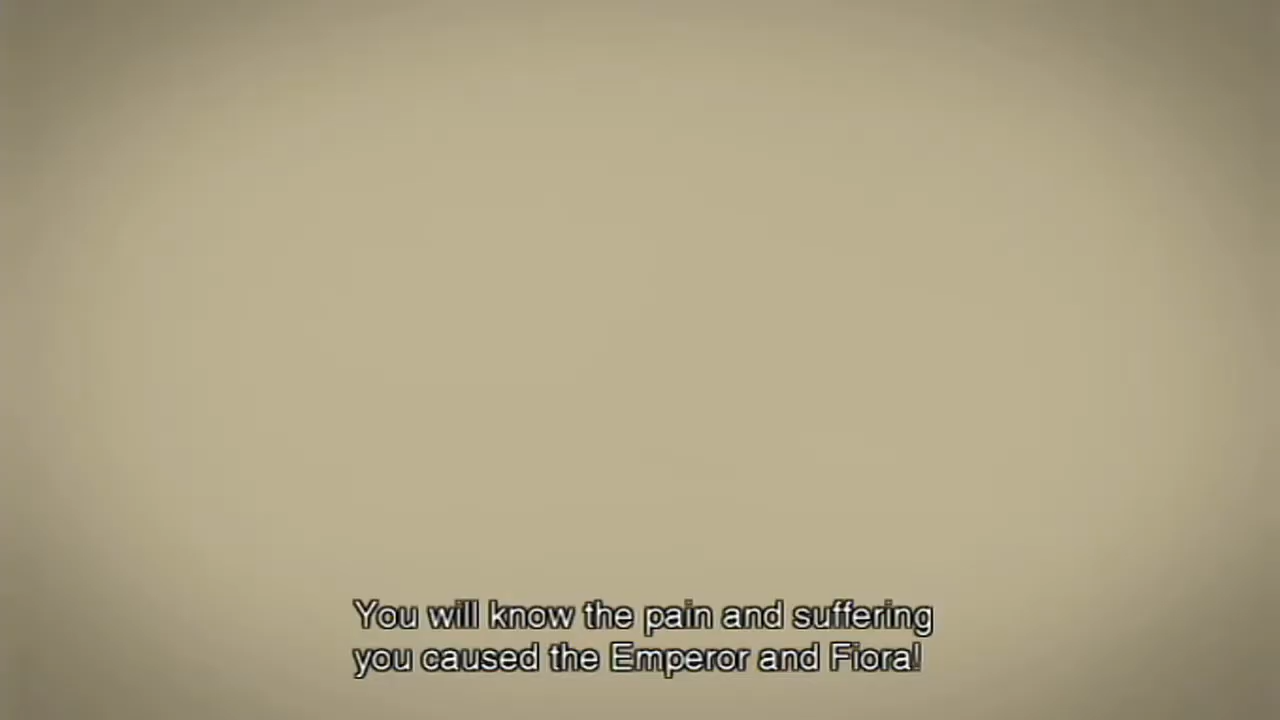 You will know the pain and suffering
you caused the Emperor and Fiora!